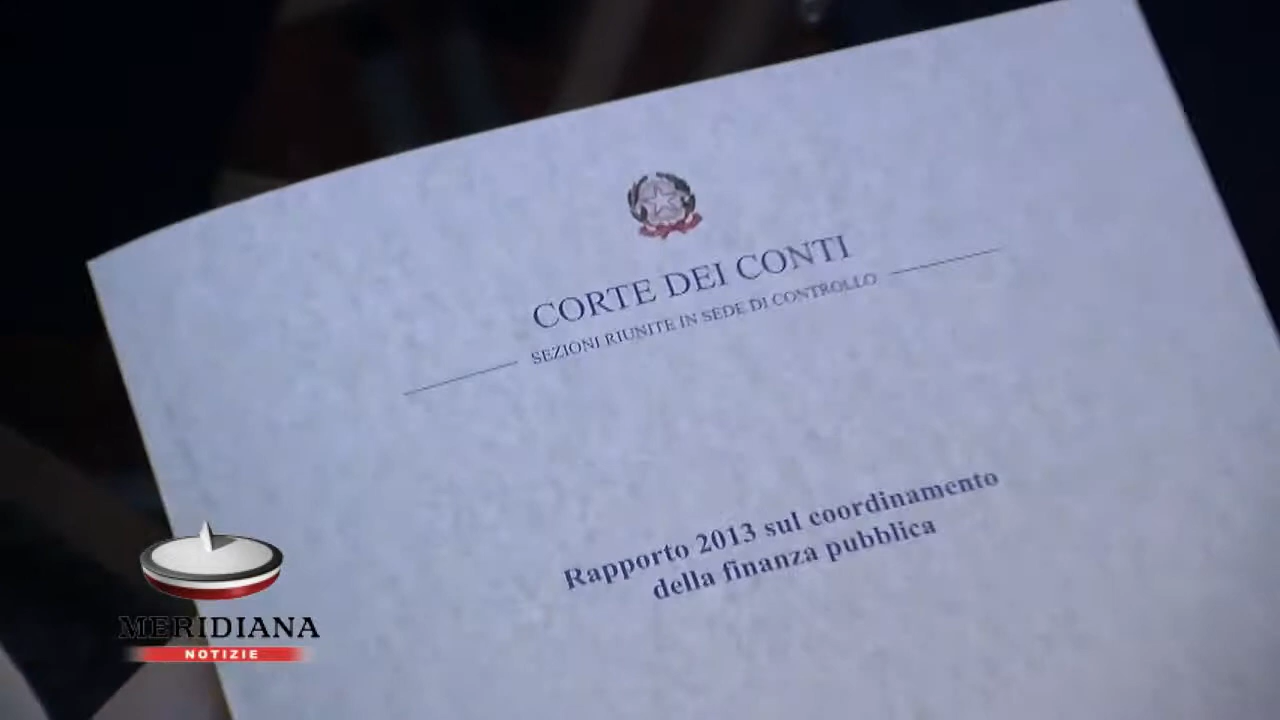 CORTE DEI CONTI
SEZIONI RIUNITE IN SEDE DI CONTROLLO
Rapporto 2013 sul coordinamento
della finanza pubblica
MERIDIANA
NOTIZIE